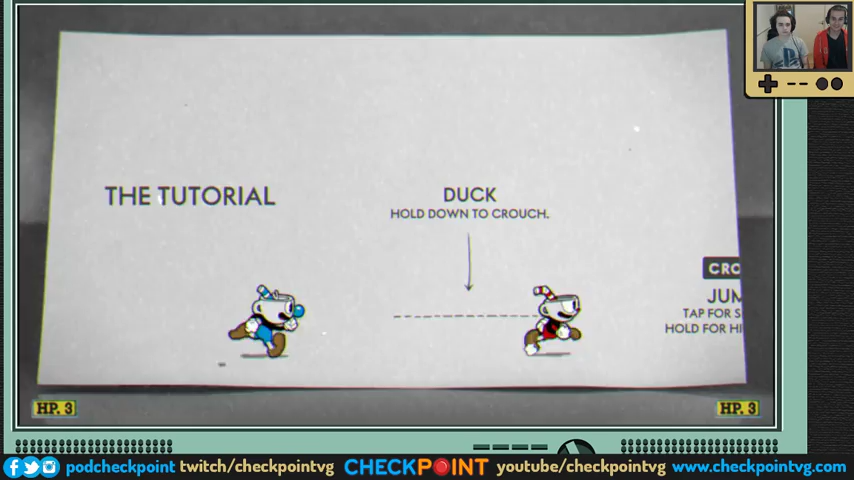 THE TUTORIAL
DUCK
HOLD DOWN TO CROUCH.
CRO
JUM
TAP FOR S
HOLD FOR HI
HP. 3
HP. 3
podcheckpoint twitch/checkpointvg CHECKPOINT youtube/checkpointvg www.checkpointvg.com